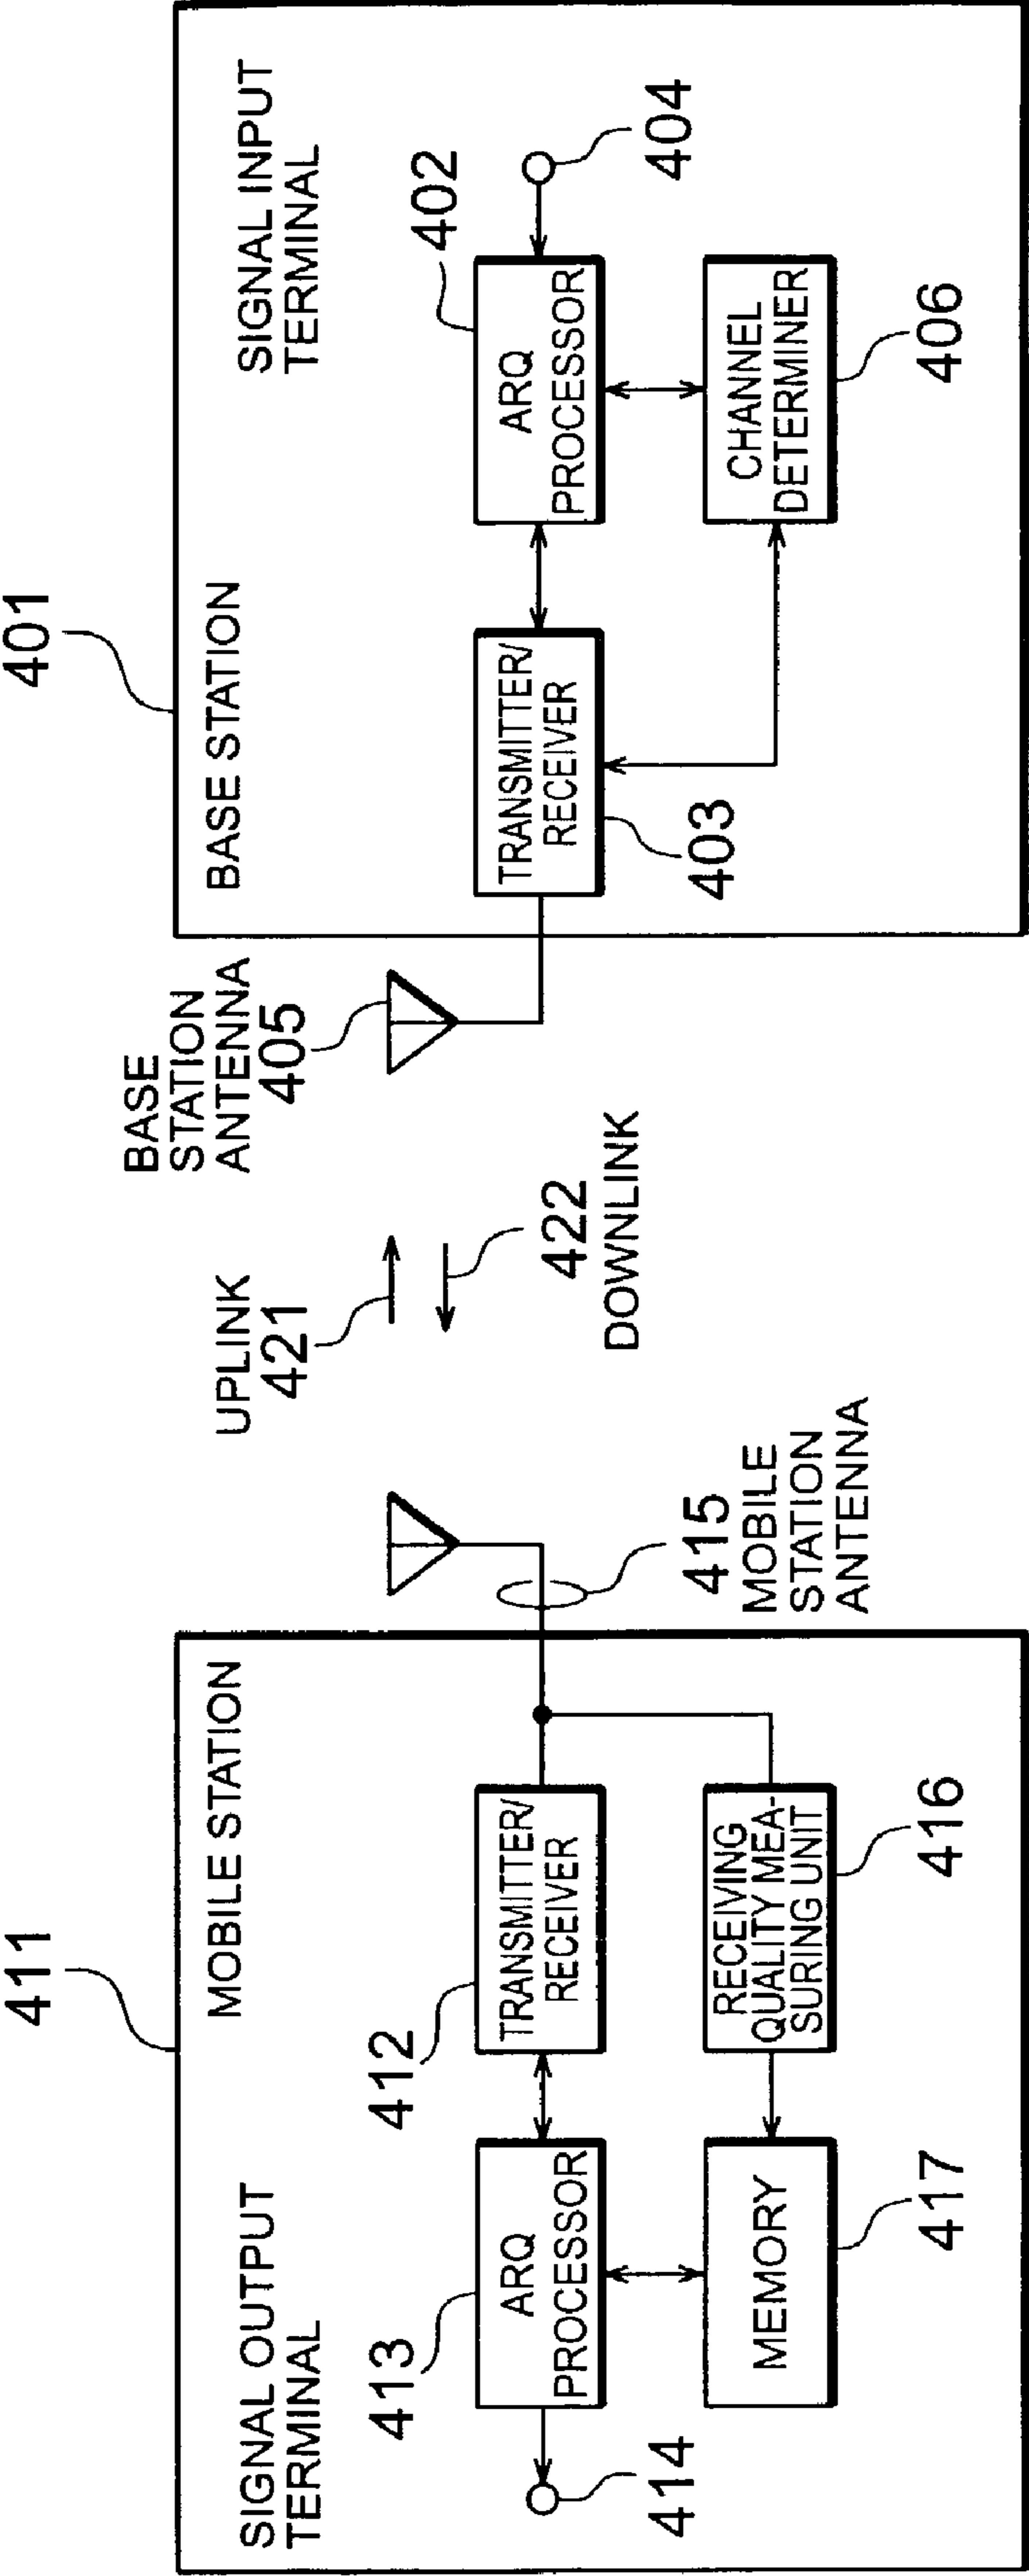 411
MOBILE STATION
SIGNAL OUTPUT
TERMINAL
413
ARQ
PROCESSOR
412
TRANSMITTER/
RECEIVER
414
MEMORY
417
RECEIVING
QUALITY MEA-
SURING UNIT
416
415
MOBILE
STATION
ANTENNA
UPLINK
421
422
DOWNLINK
BASE
STATION
ANTENNA
405
401
BASE STATION
SIGNAL INPUT
TERMINAL
TRANSMITTER/
RECEIVER
403
402
ARQ
PROCESSOR
404
CHANNEL
DETERMINER
406